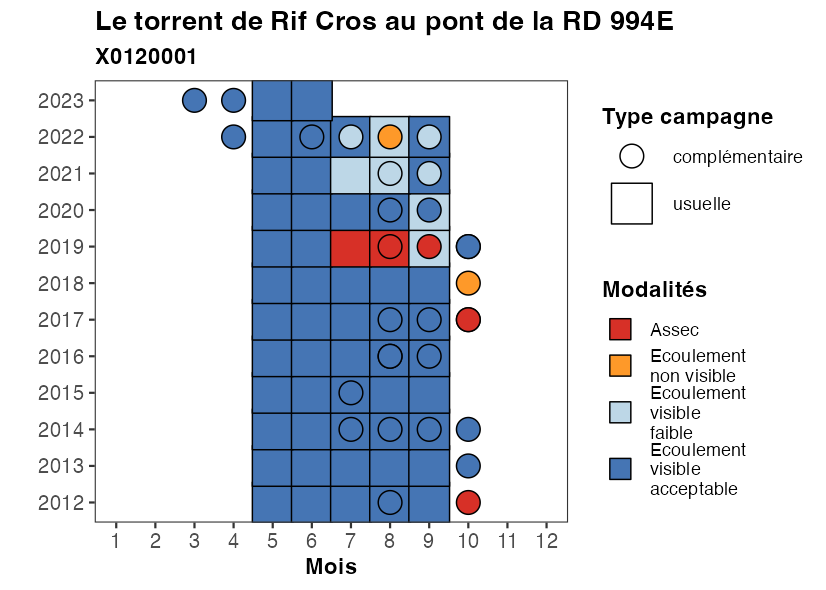 Le torrent de Rif Cros au pont de la RD 994E
X0120001
2023
2022
2021
2020
2019
2018
2017
2016
2015
2014
2013
2012
1 2 3 4 5 6 7 8 9 10 11 12
Mois
Type campagne
complémentaire
usuelle
Modalités
Assec
Ecoulement
non visible
Ecoulement
visible
faible
Ecoulement
visible
acceptable